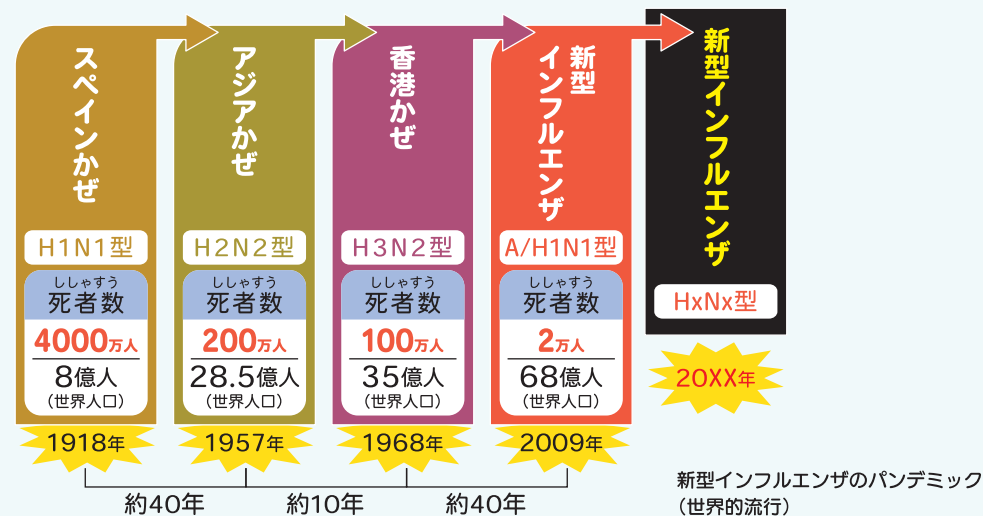 スペインかぜ
H1N1型
ししゃすう
死者数
4000万人
8億人
(世界人口)
1918年
アジアかぜ
H2N2型
ししゃすう
死者数
200万人
28.5億人
(世界人口)
1957年
香港かぜ
H3N2型
ししゃすう
死者数
100万人
35億人
(世界人口)
1968年
新型
インフルエンザ
A/H1N1型
ししゃすう
死者数
2万人
68億人
(世界人口)
2009年
新型インフルエンザ
HxNx型
20XX年
約40年
約10年
約40年
新型インフルエンザのパンデミック
(世界的流行)